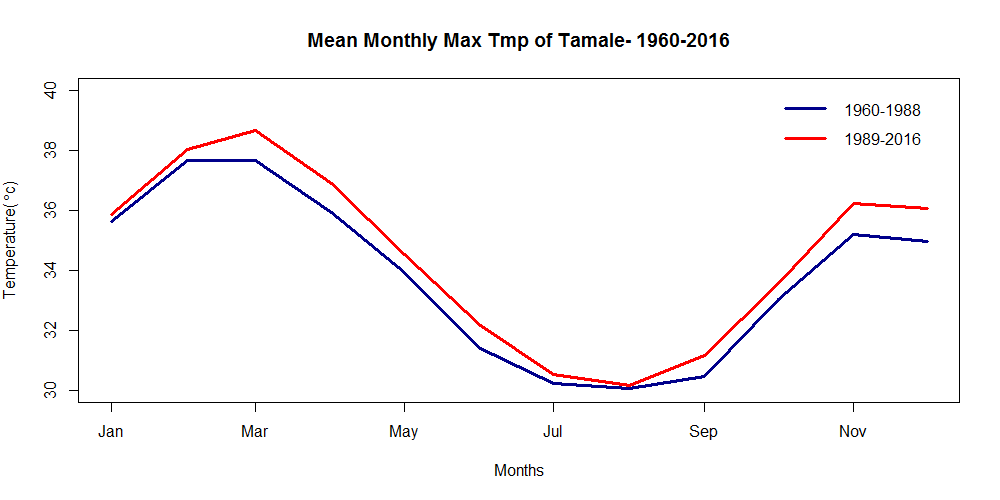 Mean Monthly Max Tmp of Tamale- 1960-2016
40
38
36
34
32
30
Temperature( °c)
1960-1988
1989-2016
Jan Mar May Jul Sep Nov
Months